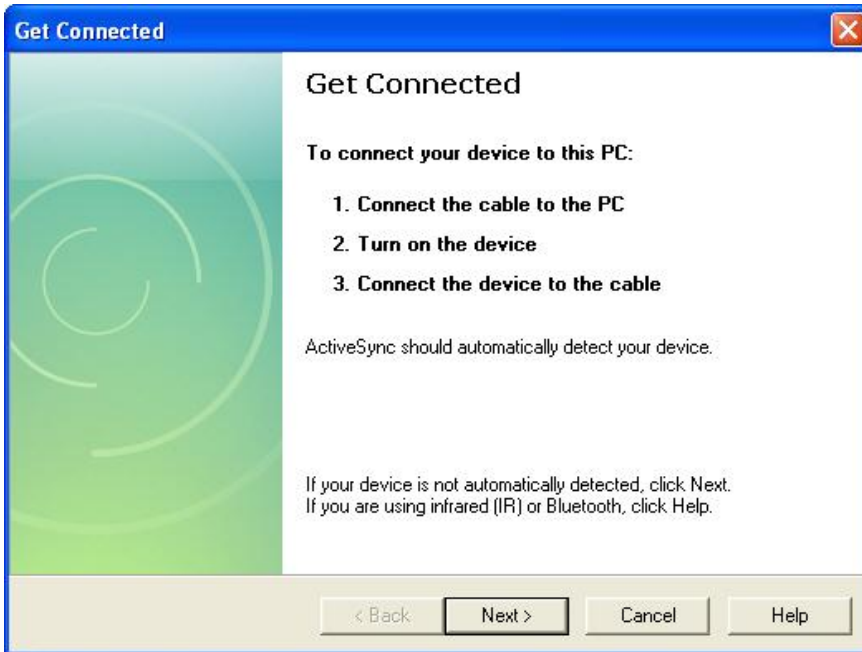 Get Connected
Get Connected
To connect your device to this PC:
1. Connect the cable to the PC
2. Turn on the device
3. Connect the device to the cable
ActiveSync should automatically detect your device.
If your device is not automatically detected, click Next.
If you are using infrared (IR) or Bluetooth, click Help.
< Back Next > Cancel Help